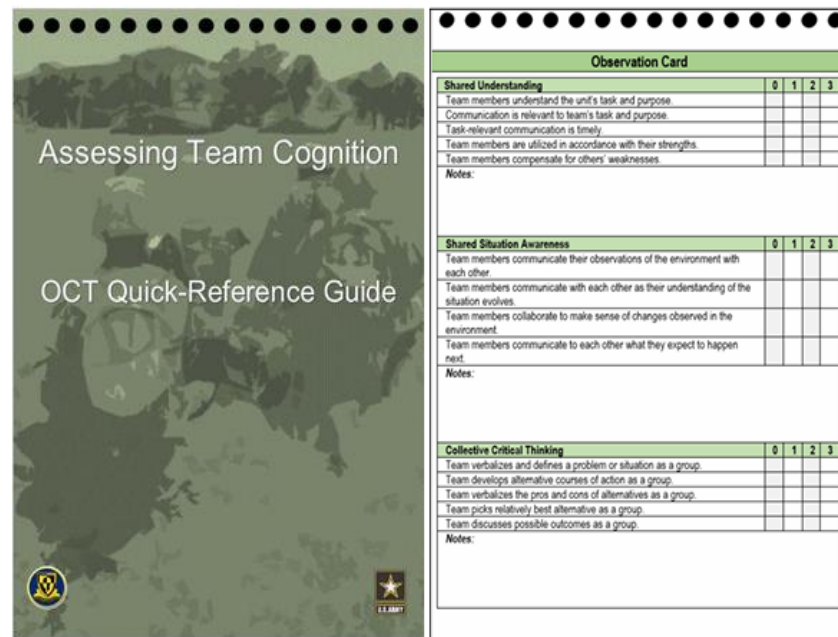 Assessing Team Cognition
OCT Quick-Reference Guide
U.S.ARMY
Observation Card
Shared Understanding 0 1 2 3
Team members understand the unit's task and purpose.
Communication is relevant to team's task and purpose.
Task-relevant communication is timely.
Team members are utilized in accordance with their strengths.
Team members compensate for others' weaknesses.
Notes:
Shared Situation Awareness 0 1 2 3
Team members communicate their observations of the environment with
each other.
Team members communicate with each other as their understanding of the
situation evolves.
Team members collaborate to make sense of changes observed in the
environment.
Team members communicate to each other what they expect to happen
next.
Notes:
Collective Critical Thinking 0 1 2 3
Team verbalizes and defines a problem or situation as a group.
Team develops alternative courses of action as a group.
Team verbalizes the pros and cons of alternatives as a group.
Team picks relatively best alternative as a group.
Team discusses possible outcomes as a group.
Notes: